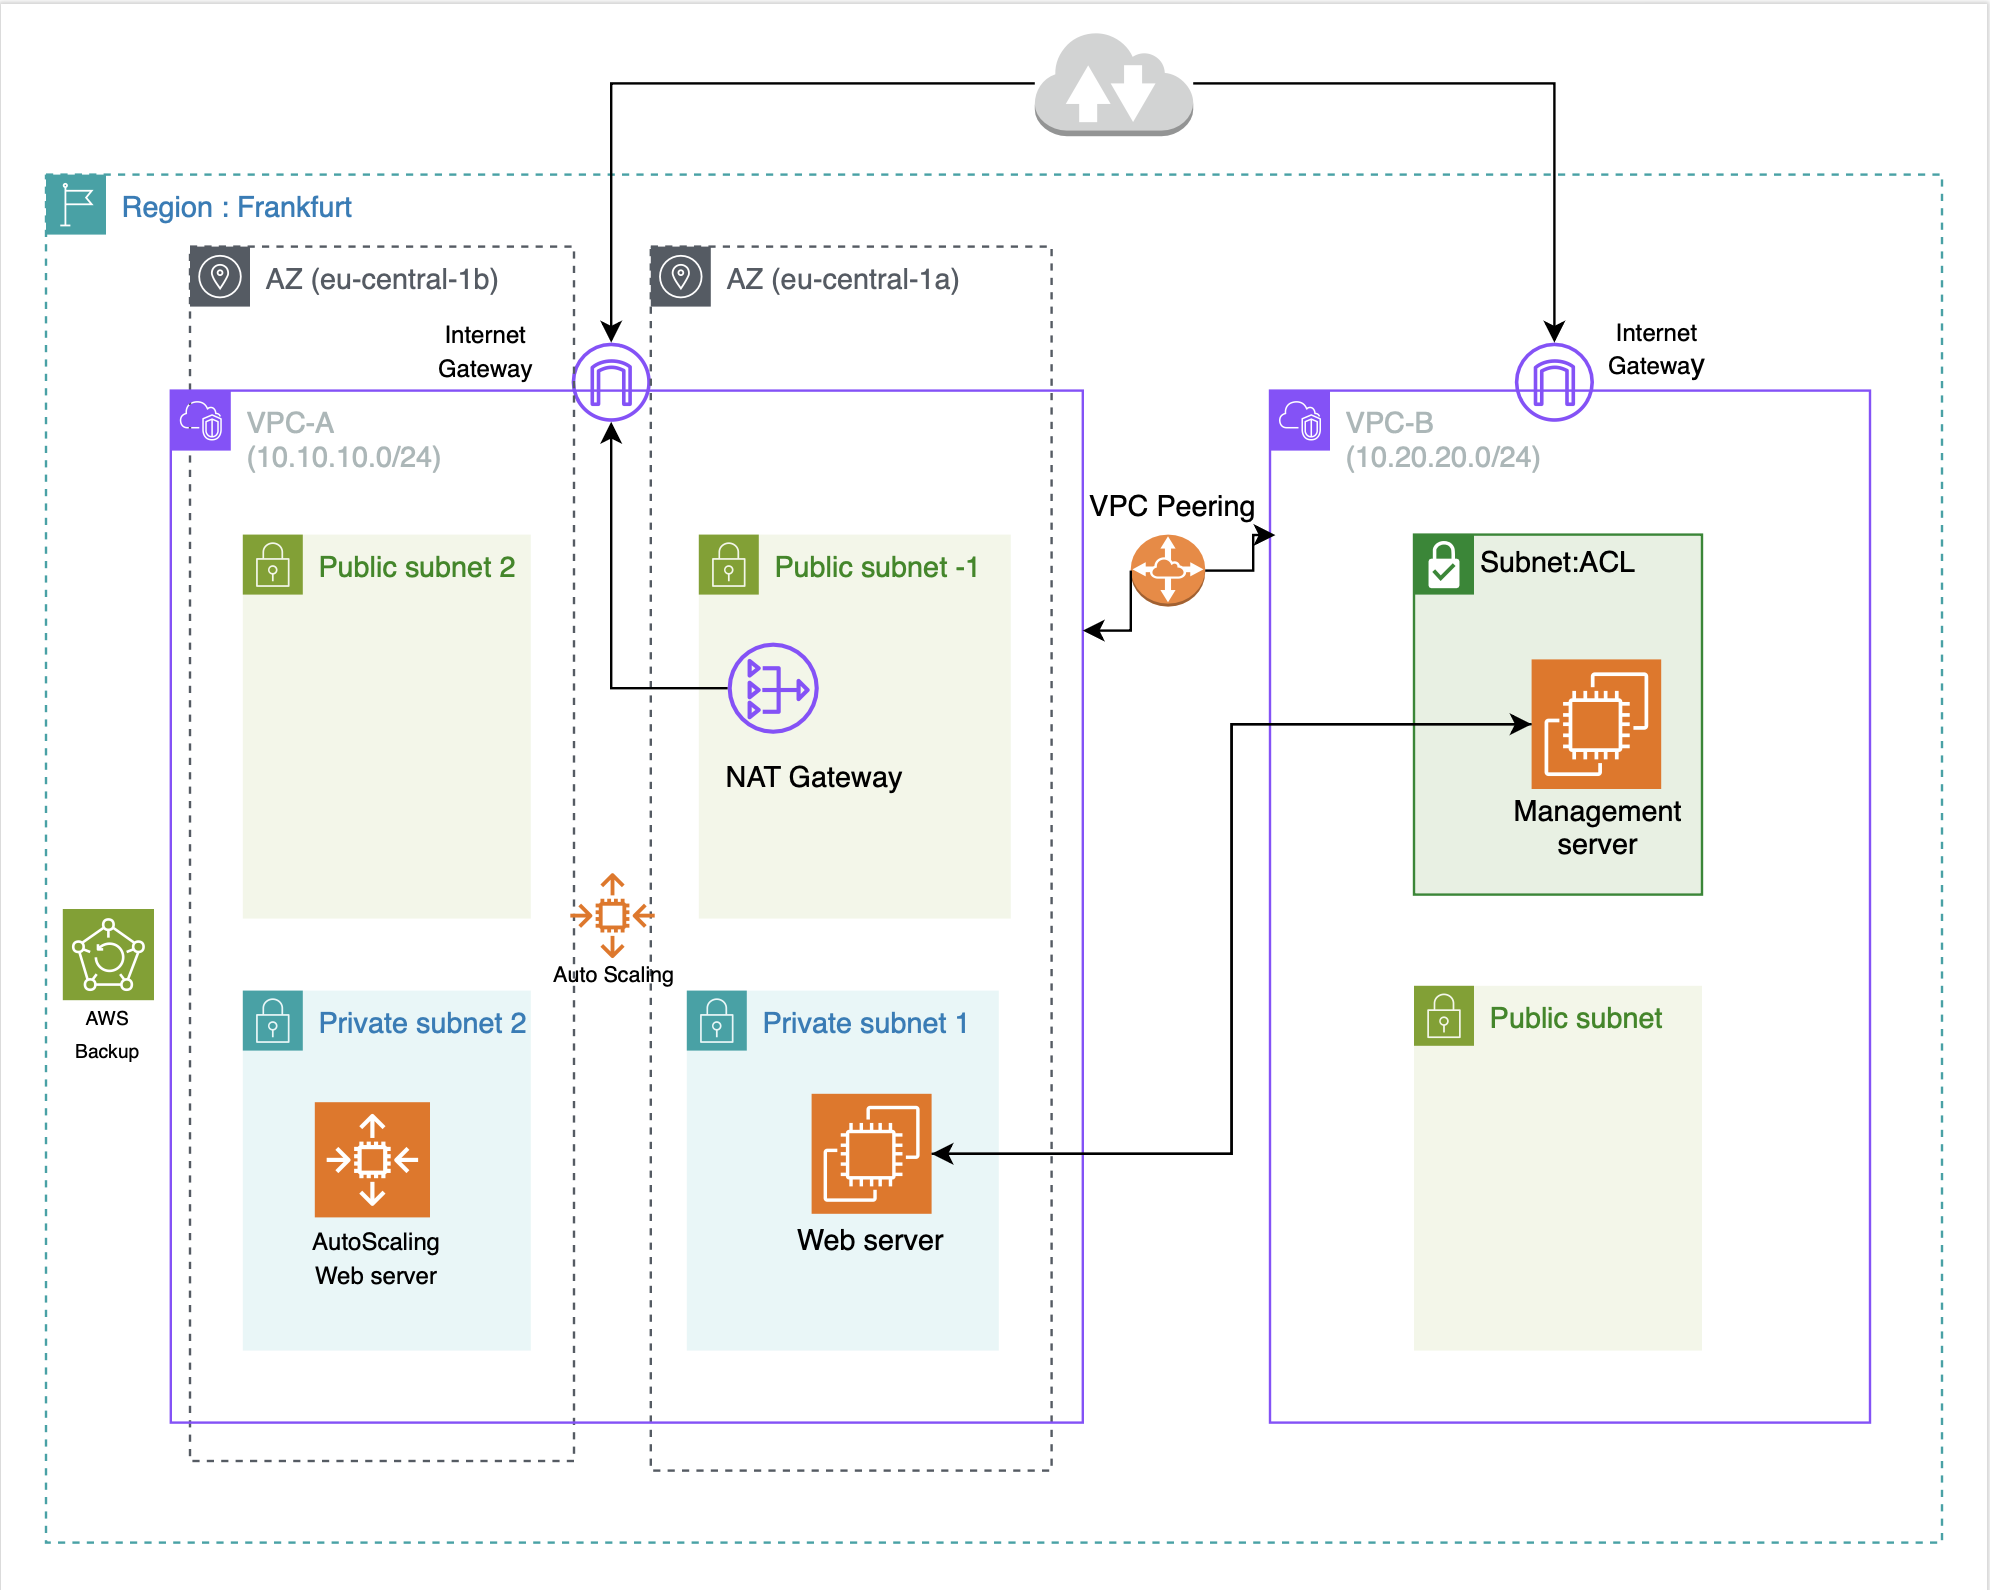 Region : Frankfurt
AZ (eu-central-1b)
AZ (eu-central-1a)
Internet
Gateway
Internet
Gateway
VPC-A
(10.10.10.0/24)
VPC-B
(10.20.20.0/24)
VPC Peering
Public subnet 2
Public subnet -1
Subnet:ACL
NAT Gateway
Management
server
Auto Scaling
AWS
Backup
Private subnet 2
Private subnet 1
Public subnet
AutoScaling
Web server
Web server